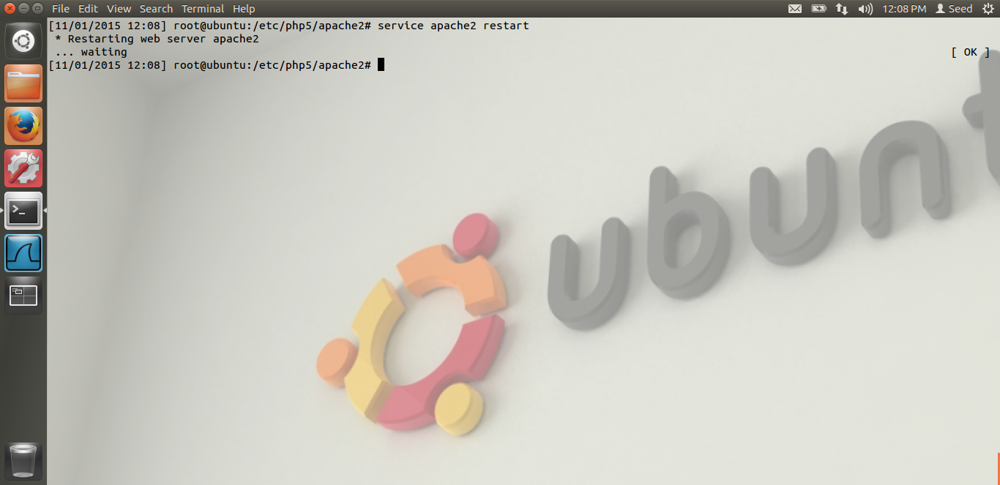 File Edit View Search Terminal Help 12:08 PM Seed
[11/01/2015 12:08] root@ubuntu:/etc/php5/apache2# service apache2 restart
 * Restarting web server apache2
 ... waiting [ OK ]
[11/01/2015 12:08] root@ubuntu:/etc/php5/apache2#
ubunt